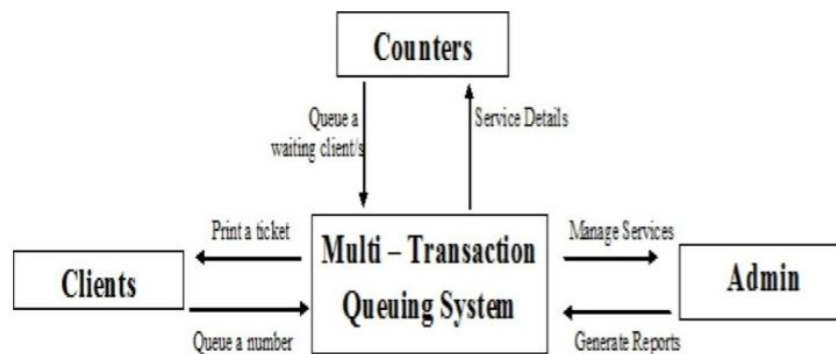 Counters
Queue a
waiting client/s
Service Details
Print a ticket
Multi – Transaction
Queuing System
Manage Services
Clients
Admin
Queue a number
Generate Reports